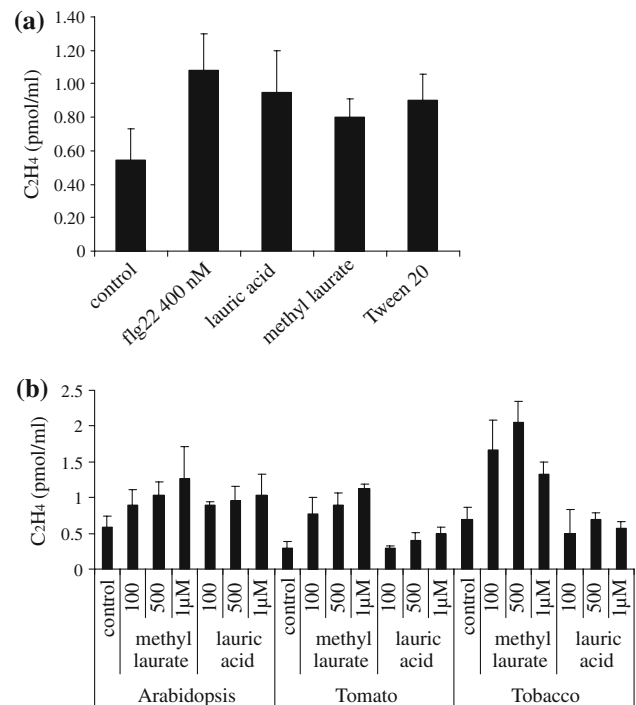 (a)
C2H4 (pmol/ml)
1.40
1.20
1.00
0.80
0.60
0.40
0.20
0
control
flg22 400 nM
lauric acid
methyl laurate
Tween 20
(b)
C2H4 (pmol/ml)
2.5
2
1.5
1
0.5
0
control 100 500 1µM 100 500 1µM control 100 500 1µM 100 500 1µM control 100 500 1µM 100 500 1µM
methyl laurate lauric acid methyl laurate lauric acid methyl laurate lauric acid
Arabidopsis Tomato Tobacco